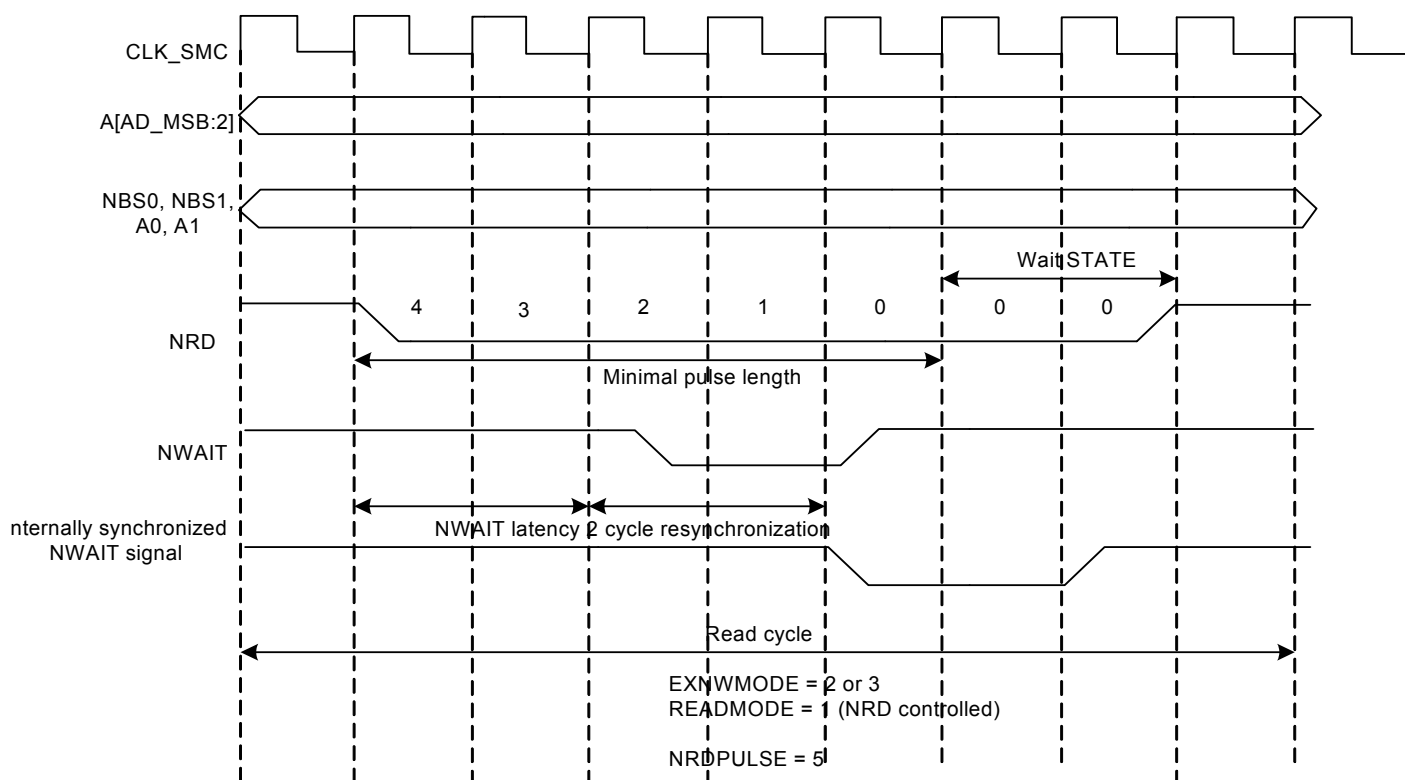 CLK_SMC
A[AD_MSB:2]
NBS0, NBS1,
A0, A1
Wait STATE
4 3 2 1 0 0 0
NRD
Minimal pulse length
NWAIT
nternally synchronized
NWAIT signal
NWAIT latency 2 cycle resynchronization
Read cycle
EXNWMODE = 2 or 3
READMODE = 1 (NRD controlled)
NRDPULSE = 5